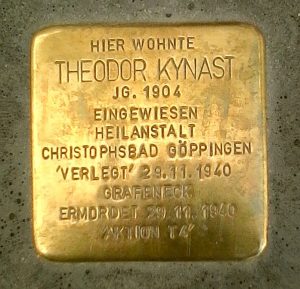 HIER WOHNTE
THEODOR KYNAST
JG. 1904
EINGEWIESEN
HEILANSTALT
CHRISTOPHSBAD GÖPPINGEN
'VERLEGT' 29.11.1940
GRAFENECK
ERMORDET 29.11.1940
'AKTION T4'